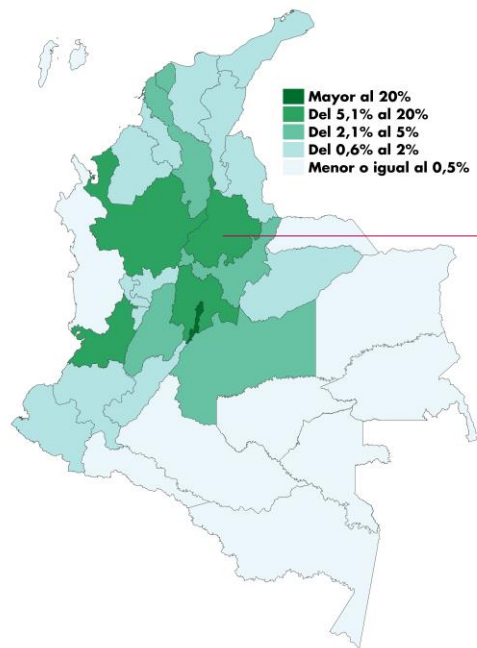 Mayor al 20%
Del 5,1% al 20%
Del 2,1% al 5%
Del 0,6% al 2%
Menor o igual al 0,5%